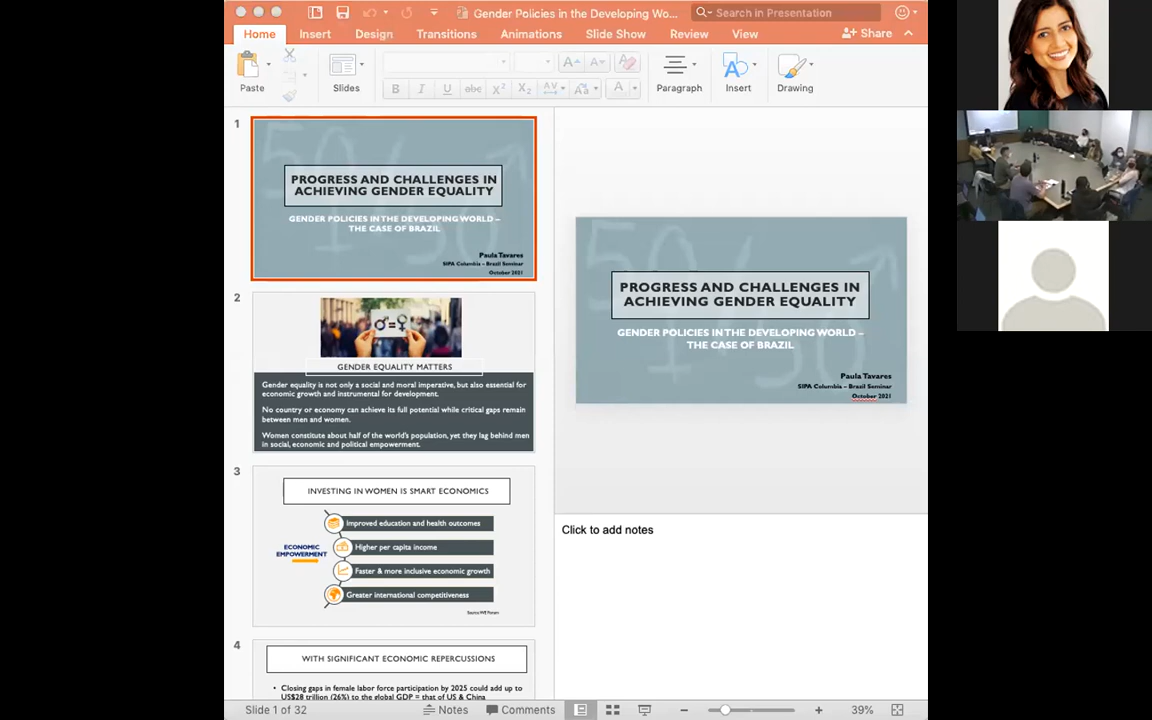 Gender Policies in the Developing Wo...
Search in Presentation
Home
Insert
Design
Transitions
Animations
Slide Show
Review
View
Share
Paste
Slides
B
I
U
abc
X²
X₂
AV
Aa
A
Paragraph
Insert
Drawing
1
PROGRESS AND CHALLENGES IN
ACHIEVING GENDER EQUALITY
GENDER POLICIES IN THE DEVELOPING WORLD –
THE CASE OF BRAZIL
Paula Tavares
SIPA Columbia – Brazil Seminar
October 2021
2
GENDER EQUALITY MATTERS
Gender equality is not only a social and moral imperative, but also essential for
economic growth and instrumental for development.
No country or economy can achieve its full potential while critical gaps remain
between men and women.
Women constitute about half of the world's population, yet they lag behind men
in social, economic and political empowerment.
3
INVESTING IN WOMEN IS SMART ECONOMICS
ECONOMIC
EMPOWERMENT
Improved education and health outcomes
Higher per capita income
Faster & more inclusive economic growth
Greater international competitiveness
4
WITH SIGNIFICANT ECONOMIC REPERCUSSIONS
• Closing gaps in female labor force participation by 2025 could add up to
US$28 trillion (26%) to the global GDP = that of US & China
PROGRESS AND CHALLENGES IN
ACHIEVING GENDER EQUALITY
GENDER POLICIES IN THE DEVELOPING WORLD –
THE CASE OF BRAZIL
Paula Tavares
SIPA Columbia – Brazil Seminar
October 2021
Click to add notes
Slide 1 of 32
Notes
Comments
39%